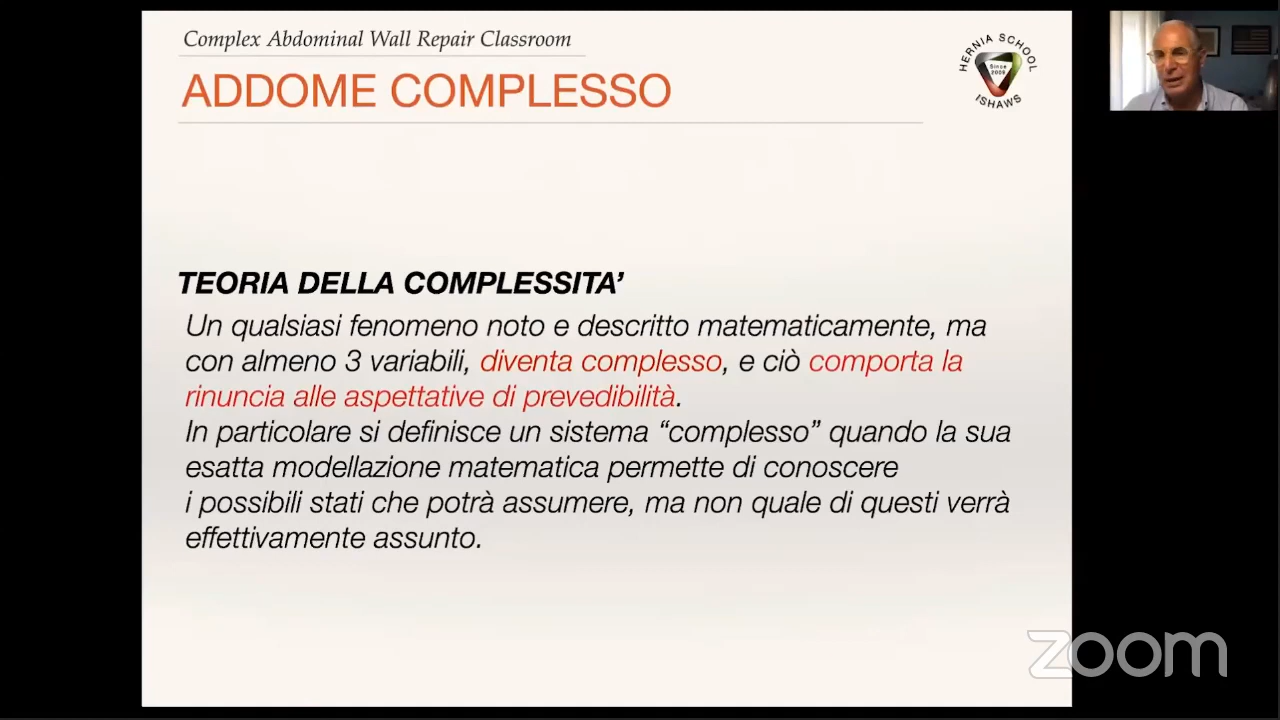 Complex Abdominal Wall Repair Classroom
ADDOME COMPLESSO
HERNIA SCHOOL
Since
2008
ISHAWS
TEORIA DELLA COMPLESSITA’
Un qualsiasi fenomeno noto e descritto matematicamente, ma
con almeno 3 variabili, diventa complesso, e ciò comporta la
rinuncia alle aspettative di prevedibilità.
In particolare si definisce un sistema “complesso” quando la sua
esatta modellazione matematica permette di conoscere
i possibili stati che potrà assumere, ma non quale di questi verrà
effettivamente assunto.
zoom